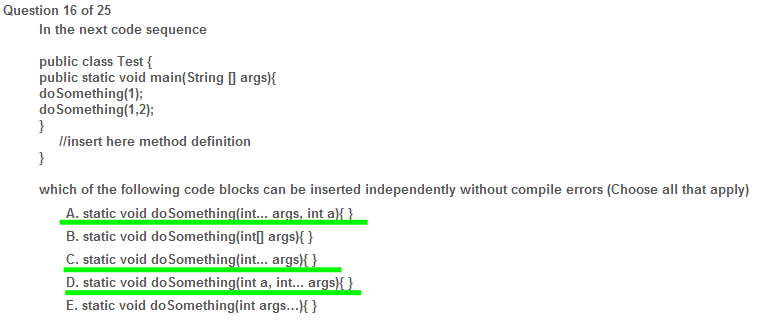 Question 16 of 25
In the next code sequence
public class Test {
public static void main(String [] args){
doSomething(1);
doSomething(1,2);
}
//insert here method definition
}
which of the following code blocks can be inserted independently without compile errors (Choose all that apply)
A. static void doSomething(int... args, int a){ }
B. static void doSomething(int[] args){ }
C. static void doSomething(int... args){ }
D. static void doSomething(int a, int... args){ }
E. static void doSomething(int args...){ }